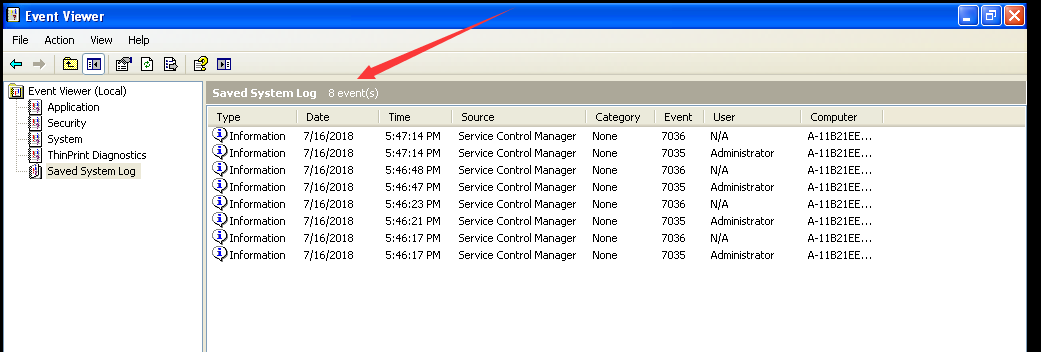 Event Viewer
File Action View Help
Event Viewer (Local)
Application
Security
System
ThinPrint Diagnostics
Saved System Log
Saved System Log 8 event(s)
Type Date Time Source Category Event User Computer
Information 7/16/2018 5:47:14 PM Service Control Manager None 7036 N/A A-11B21EE...
Information 7/16/2018 5:47:14 PM Service Control Manager None 7035 Administrator A-11B21EE...
Information 7/16/2018 5:46:48 PM Service Control Manager None 7036 N/A A-11B21EE...
Information 7/16/2018 5:46:47 PM Service Control Manager None 7035 Administrator A-11B21EE...
Information 7/16/2018 5:46:23 PM Service Control Manager None 7036 N/A A-11B21EE...
Information 7/16/2018 5:46:21 PM Service Control Manager None 7035 Administrator A-11B21EE...
Information 7/16/2018 5:46:17 PM Service Control Manager None 7036 N/A A-11B21EE...
Information 7/16/2018 5:46:17 PM Service Control Manager None 7035 Administrator A-11B21EE...